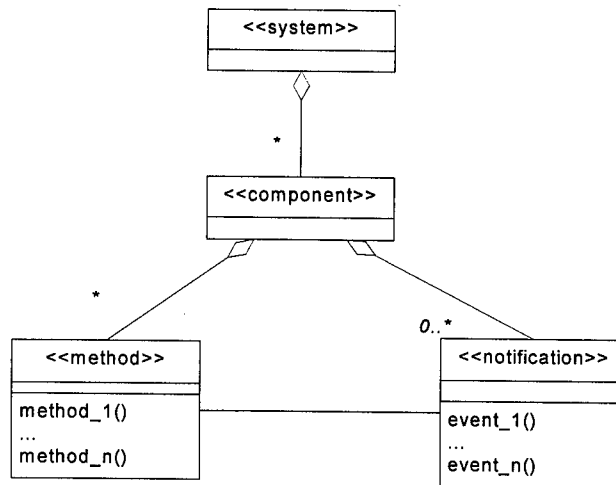 <<system>>
*
<<component>>
*
0..*
<<method>>
<<notification>>
method_1()
...
method_n()
event_1()
...
event_n()